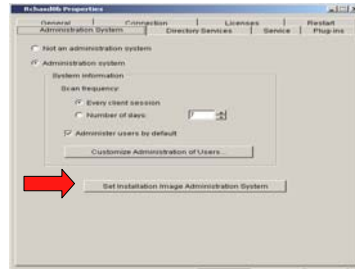 Properties
General Connection Licenses Restart
Administration System Directory Services Service Plug-ins
Not an administration system
Administration system
System information
Scan frequency:
Every client session
Number of days:
Administer users by default
Customize Administration of Users...
Set Installation Image Administration System